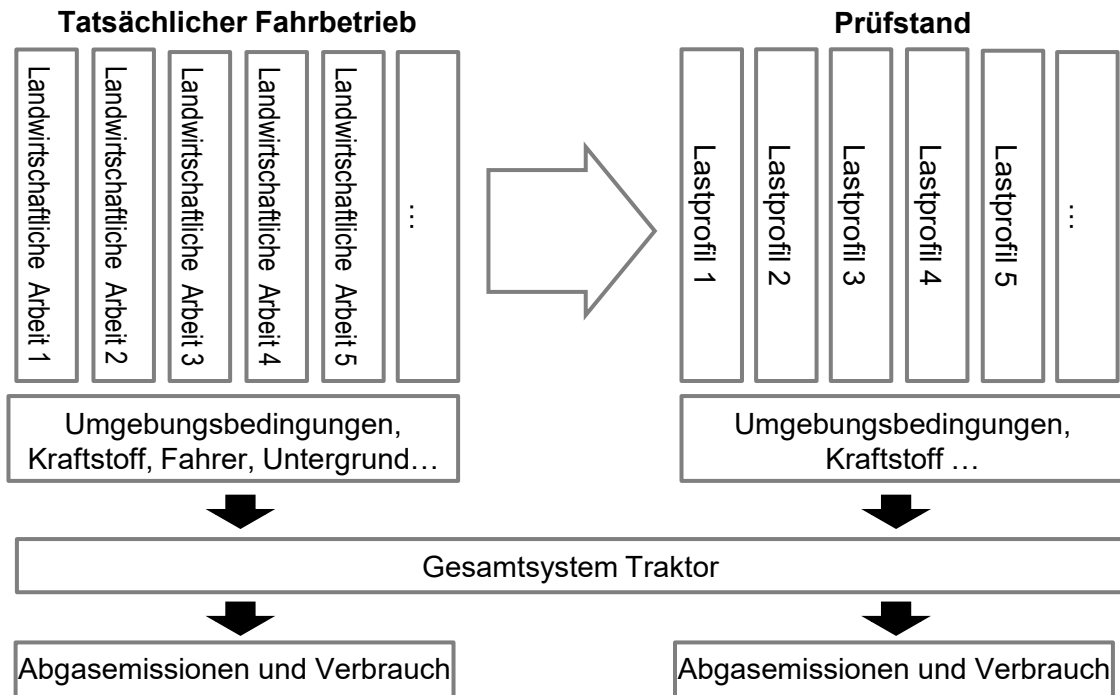 Tatsächlicher Fahrbetrieb
Landwirtschaftliche Arbeit 1
Landwirtschaftliche Arbeit 2
Landwirtschaftliche Arbeit 3
Landwirtschaftliche Arbeit 4
Landwirtschaftliche Arbeit 5
…
Umgebungsbedingungen,
Kraftstoff, Fahrer, Untergrund…
Prüfstand
Lastprofil 1
Lastprofil 2
Lastprofil 3
Lastprofil 4
Lastprofil 5
…
Umgebungsbedingungen,
Kraftstoff …
Gesamtsystem Traktor
Abgasemissionen und Verbrauch
Abgasemissionen und Verbrauch